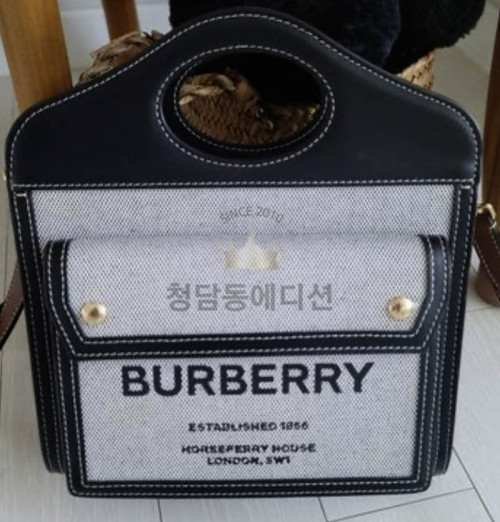 SINCE 2010
청담동에디션
BURBERRY
ESTABLISHED 1856
HORSEFERRY HOUSE
LONDON, SW1